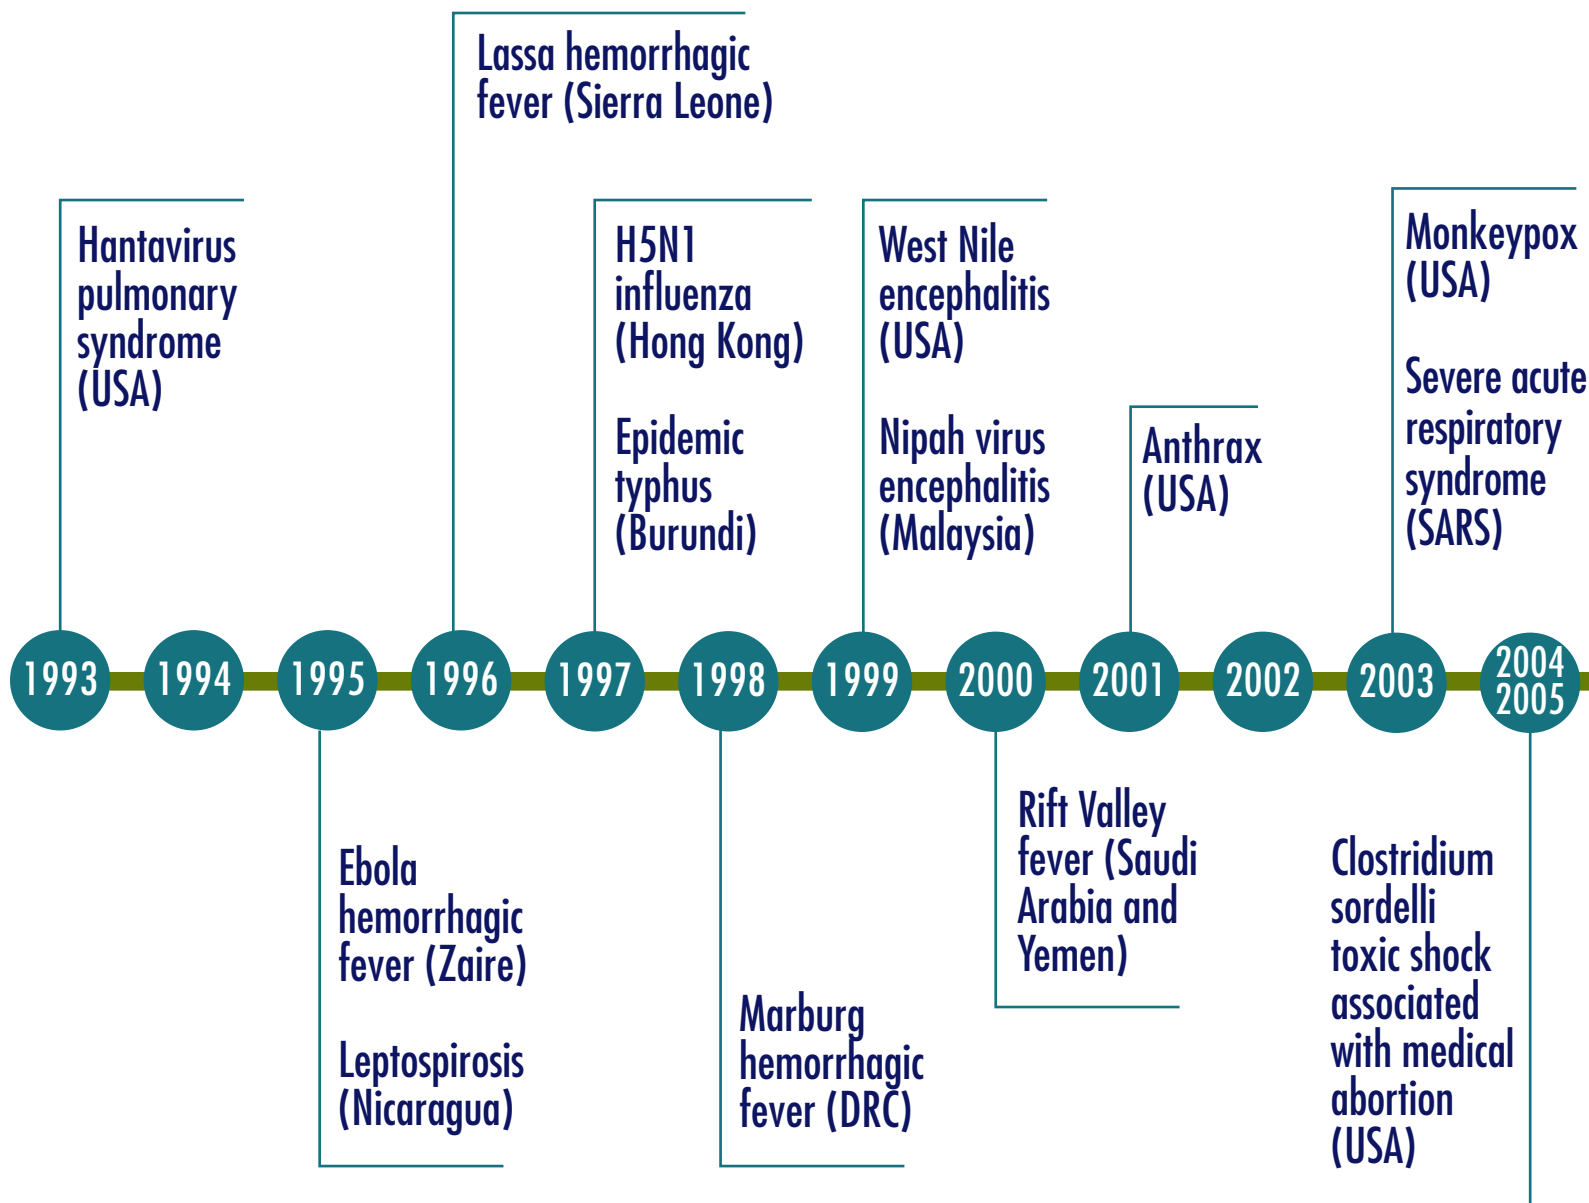 Lassa hemorrhagic
fever (Sierra Leone)
Hantavirus
pulmonary
syndrome
(USA)
H5N1
influenza
(Hong Kong)
Epidemic
typhus
(Burundi)
West Nile
encephalitis
(USA)
Nipah virus
encephalitis
(Malaysia)
Anthrax
(USA)
Monkeypox
(USA)
Severe acute
respiratory
syndrome
(SARS)
1993
1994
1995
1996
1997
1998
1999
2000
2001
2002
2003
2004
2005
Ebola
hemorrhagic
fever (Zaire)
Leptospirosis
(Nicaragua)
Marburg
hemorrhagic
fever (DRC)
Rift Valley
fever (Saudi
Arabia and
Yemen)
Clostridium
sordelli
toxic shock
associated
with medical
abortion
(USA)